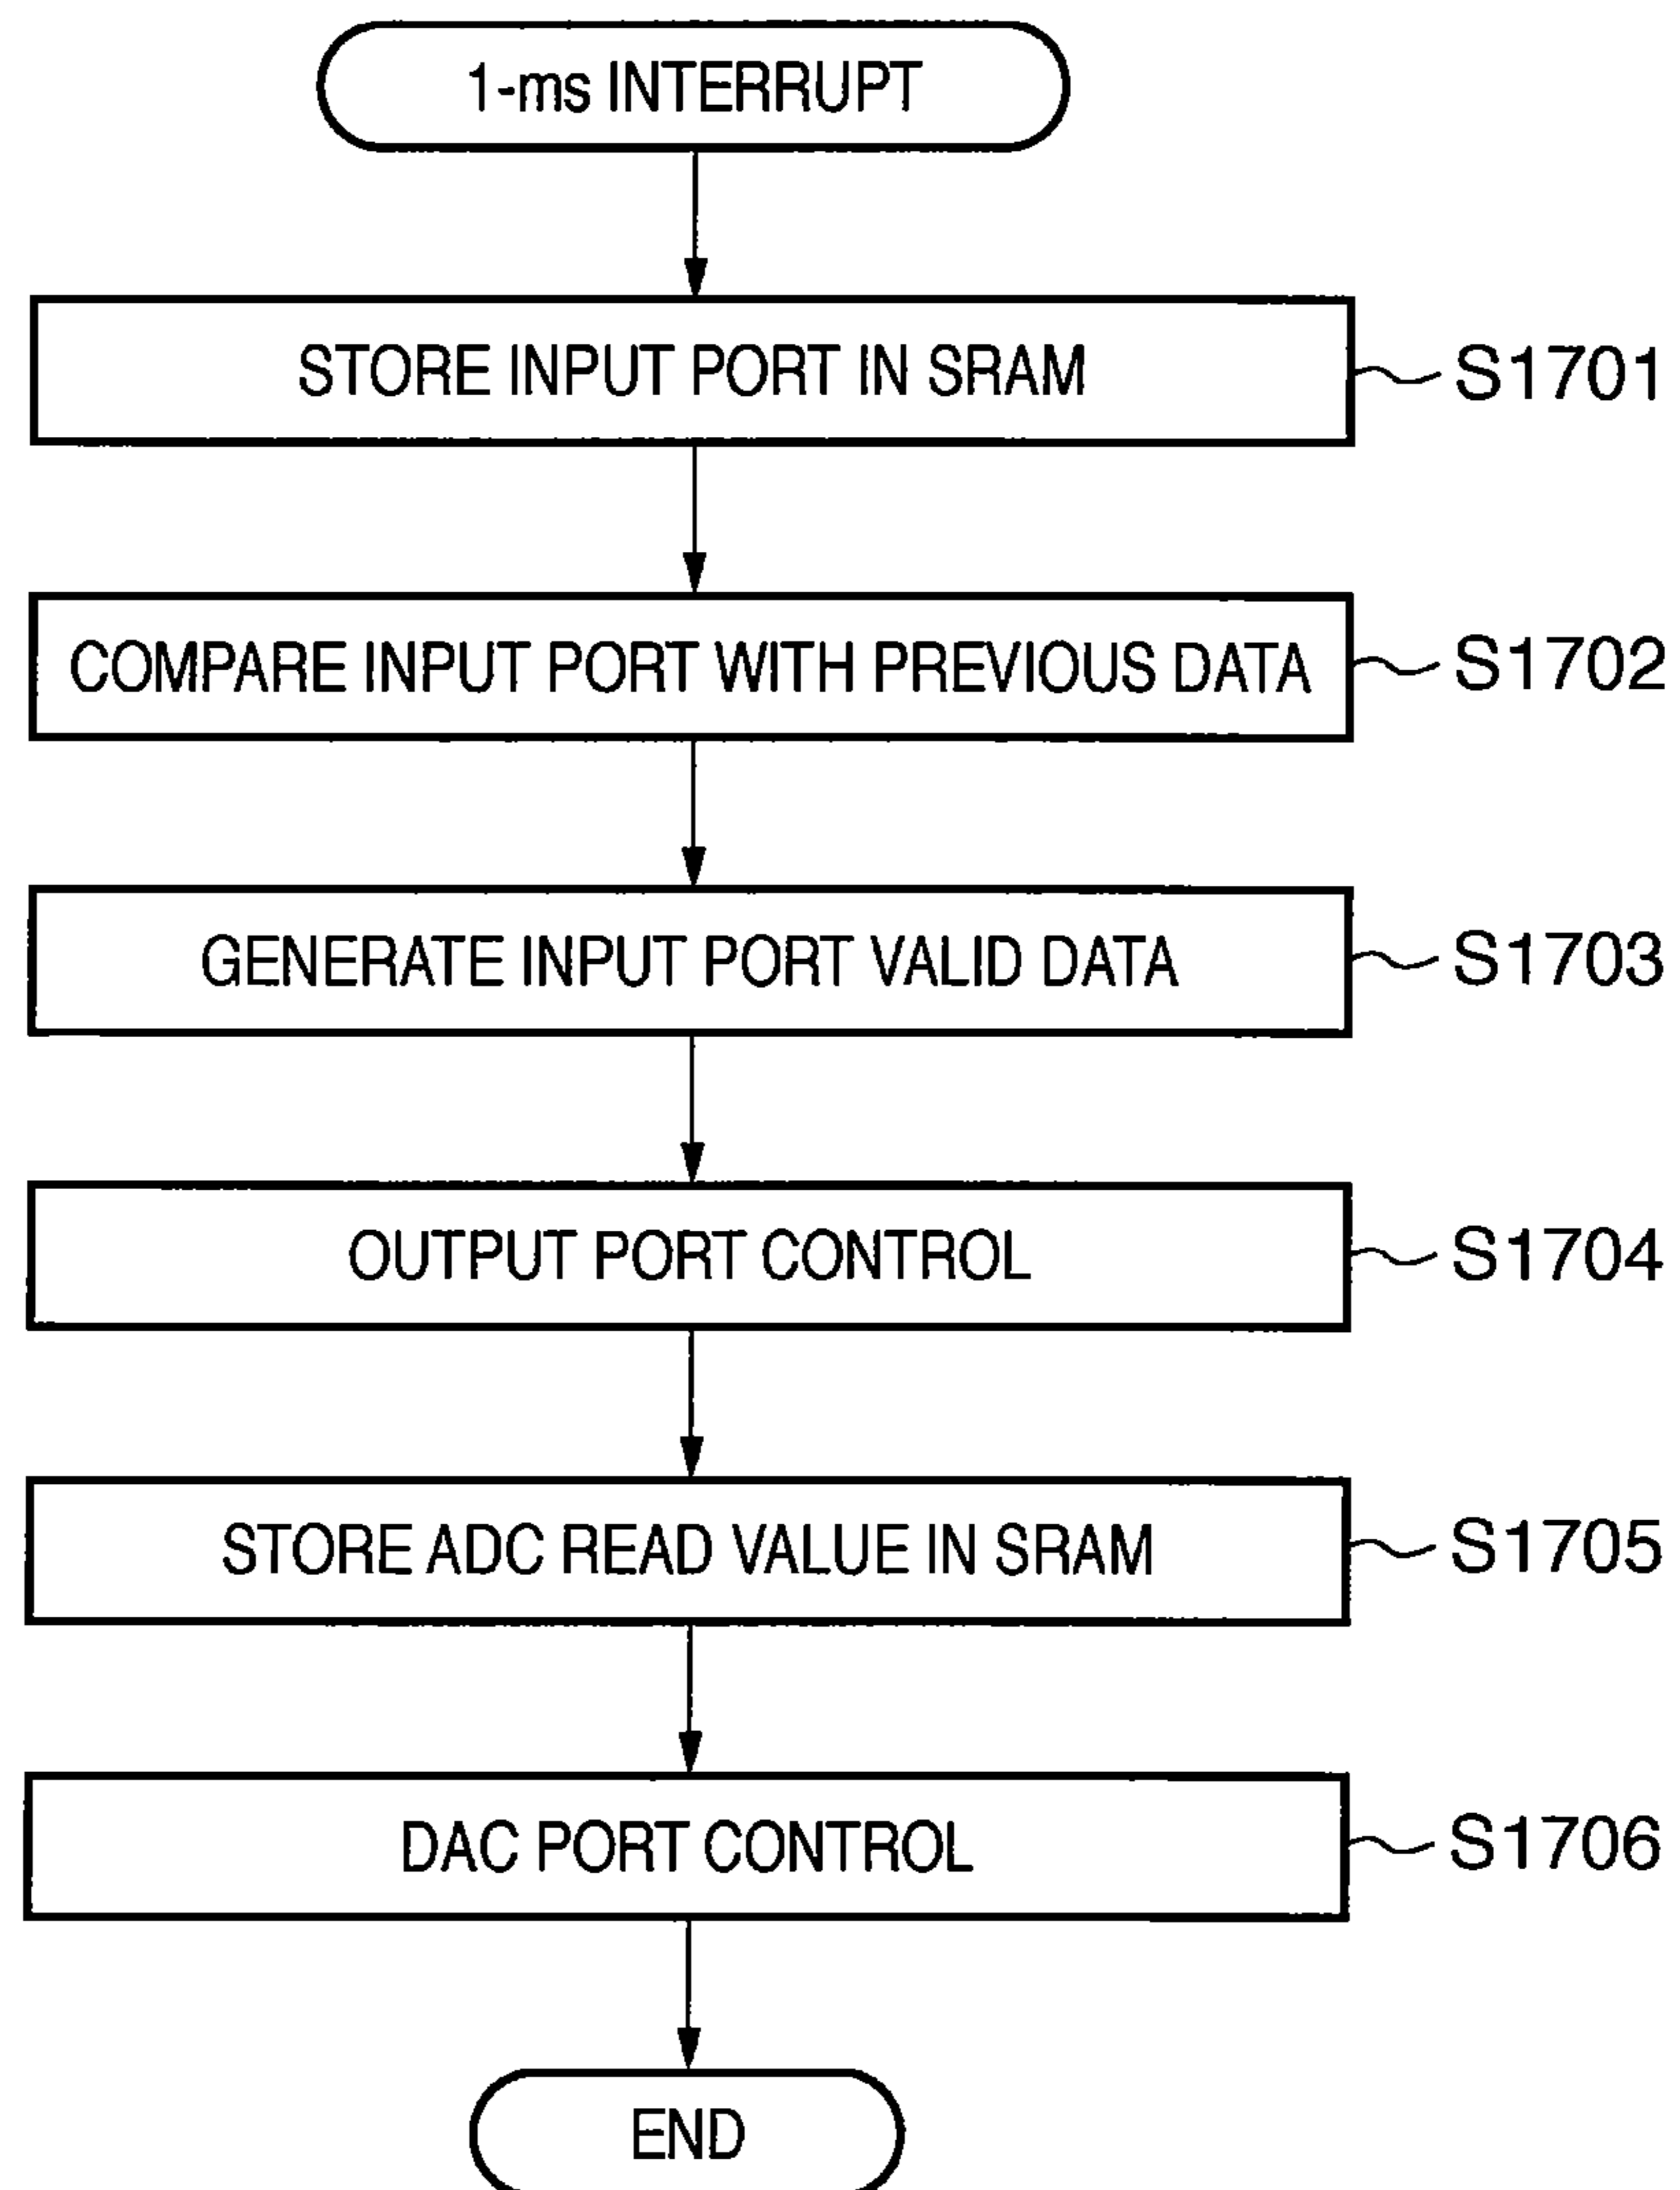 1-ms INTERRUPT
STORE INPUT PORT IN SRAM
S1701
COMPARE INPUT PORT WITH PREVIOUS DATA
S1702
GENERATE INPUT PORT VALID DATA
S1703
OUTPUT PORT CONTROL
S1704
STORE ADC READ VALUE IN SRAM
S1705
DAC PORT CONTROL
S1706
END